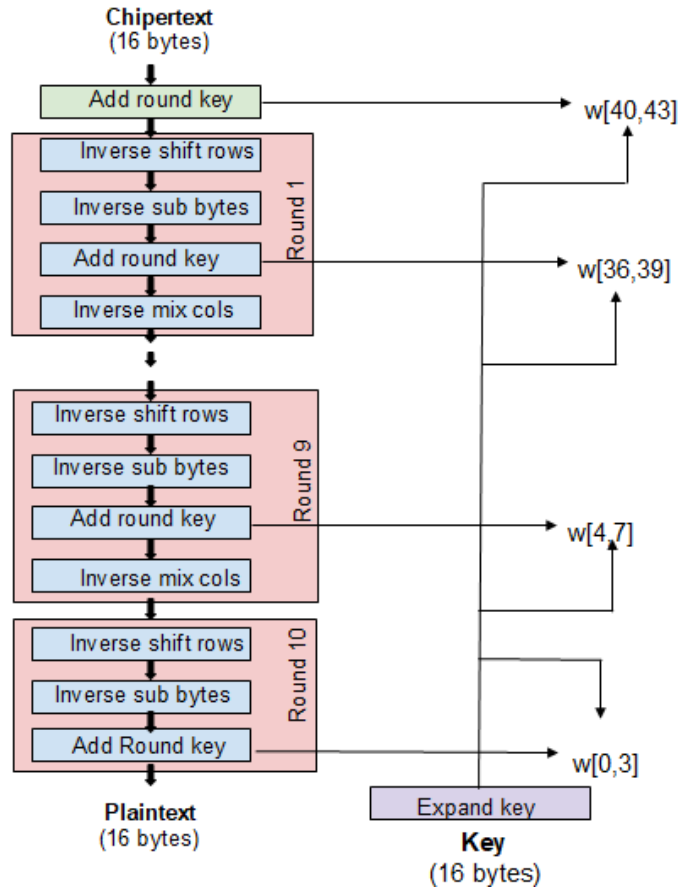 Chipertext
(16 bytes)
Add round key
w[40,43]
Inverse shift rows
Inverse sub bytes
Add round key
Inverse mix cols
Round 1
w[36,39]
Inverse shift rows
Inverse sub bytes
Add round key
Inverse mix cols
Round 9
w[4,7]
Inverse shift rows
Inverse sub bytes
Add Round key
Round 10
w[0,3]
Plaintext
(16 bytes)
Expand key
Key
(16 bytes)